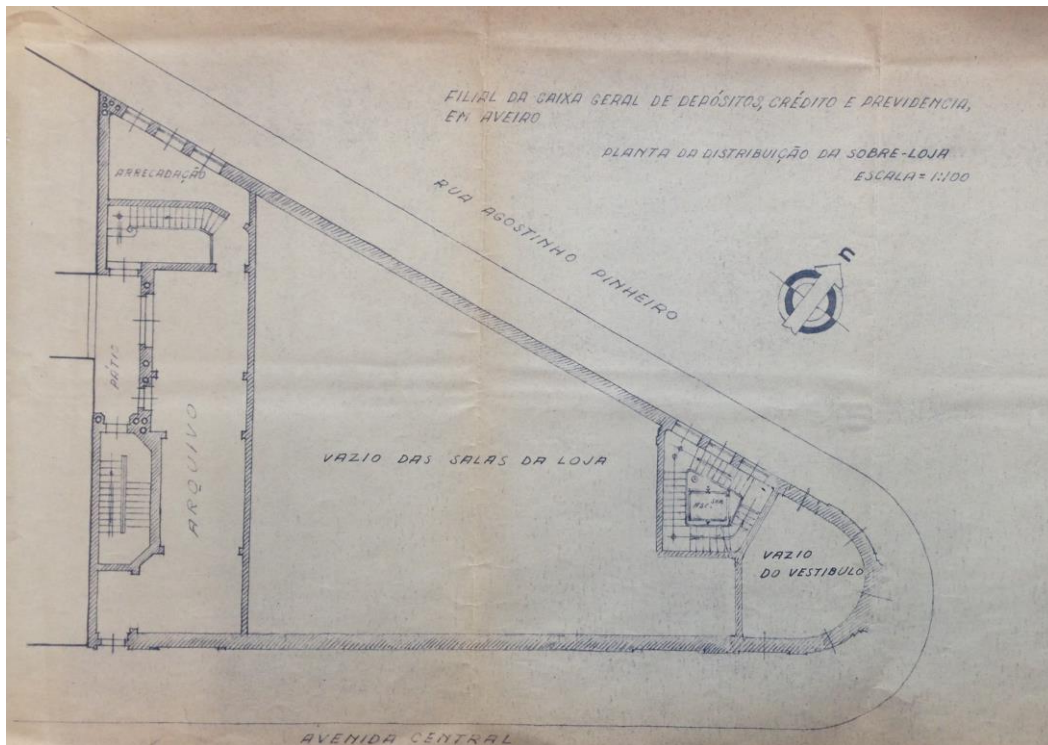 FILIAL DA CAIXA GERAL DE DEPÓSITOS, CRÉDITO E PREVIDENCIA,
EM AVEIRO
PLANTA DA DISTRIBUIÇÃO DA SOBRE-LOJA
ESCALA = 1:100
RUA AGOSTINHO PINHEIRO
n
ARRECADAÇÃO
PÁTIO
ARQUIVO
VAZIO DAS SALAS DA LOJA
VAZIO
DO VESTIBULO
AVENIDA CENTRAL